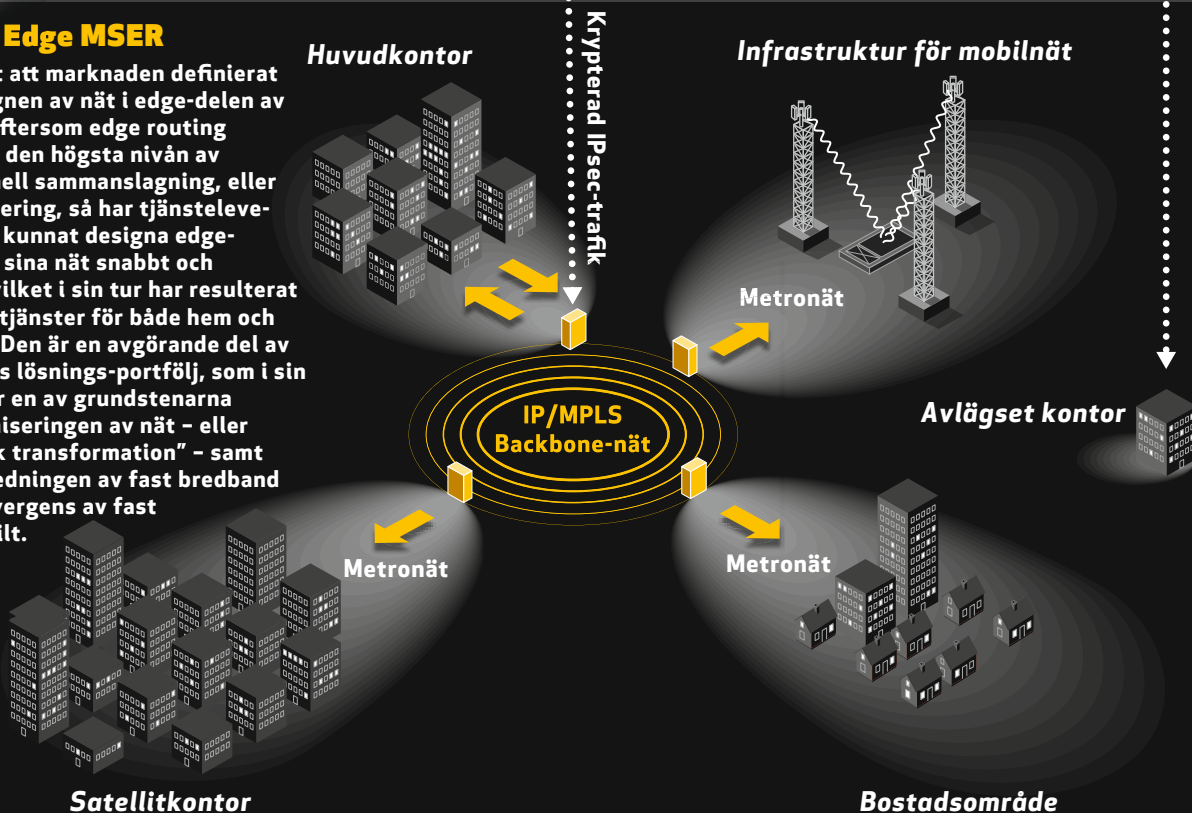 Edge MSER
t att marknaden definierat
gnen av nät i edge-delen av
ftersom edge routing
den högsta nivån av
nell sammanslagning, eller
ering, så har tjänsteleve-
kunnat designa edge-
sina nät snabbt och
vilket i sin tur har resulterat
tjänster för både hem och
Den är en avgörande del av
s lösnings-portfölj, som i sin
r en av grundstenarna
niseringen av nät – eller
k transformation” – samt
edningen av fast bredband
vergens av fast
ilt.
Huvudkontor
Krypterad IPsec-trafik
Infrastruktur för mobilnät
Metronät
Avlägset kontor
IP/MPLS
Backbone-nät
Metronät
Metronät
Satellitkontor
Bostadsområde